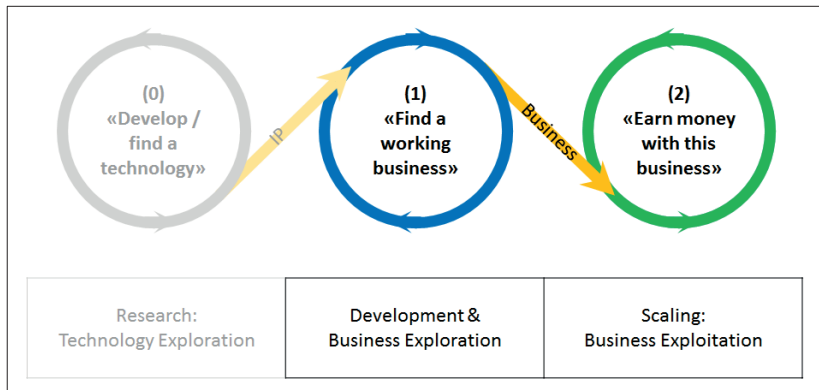 (0)
«Develop /
find a
technology»
IP
(1)
«Find a
working
business»
Business
(2)
«Earn money
with this
business»
Research:
Technology Exploration
Development &
Business Exploration
Scaling:
Business Exploitation